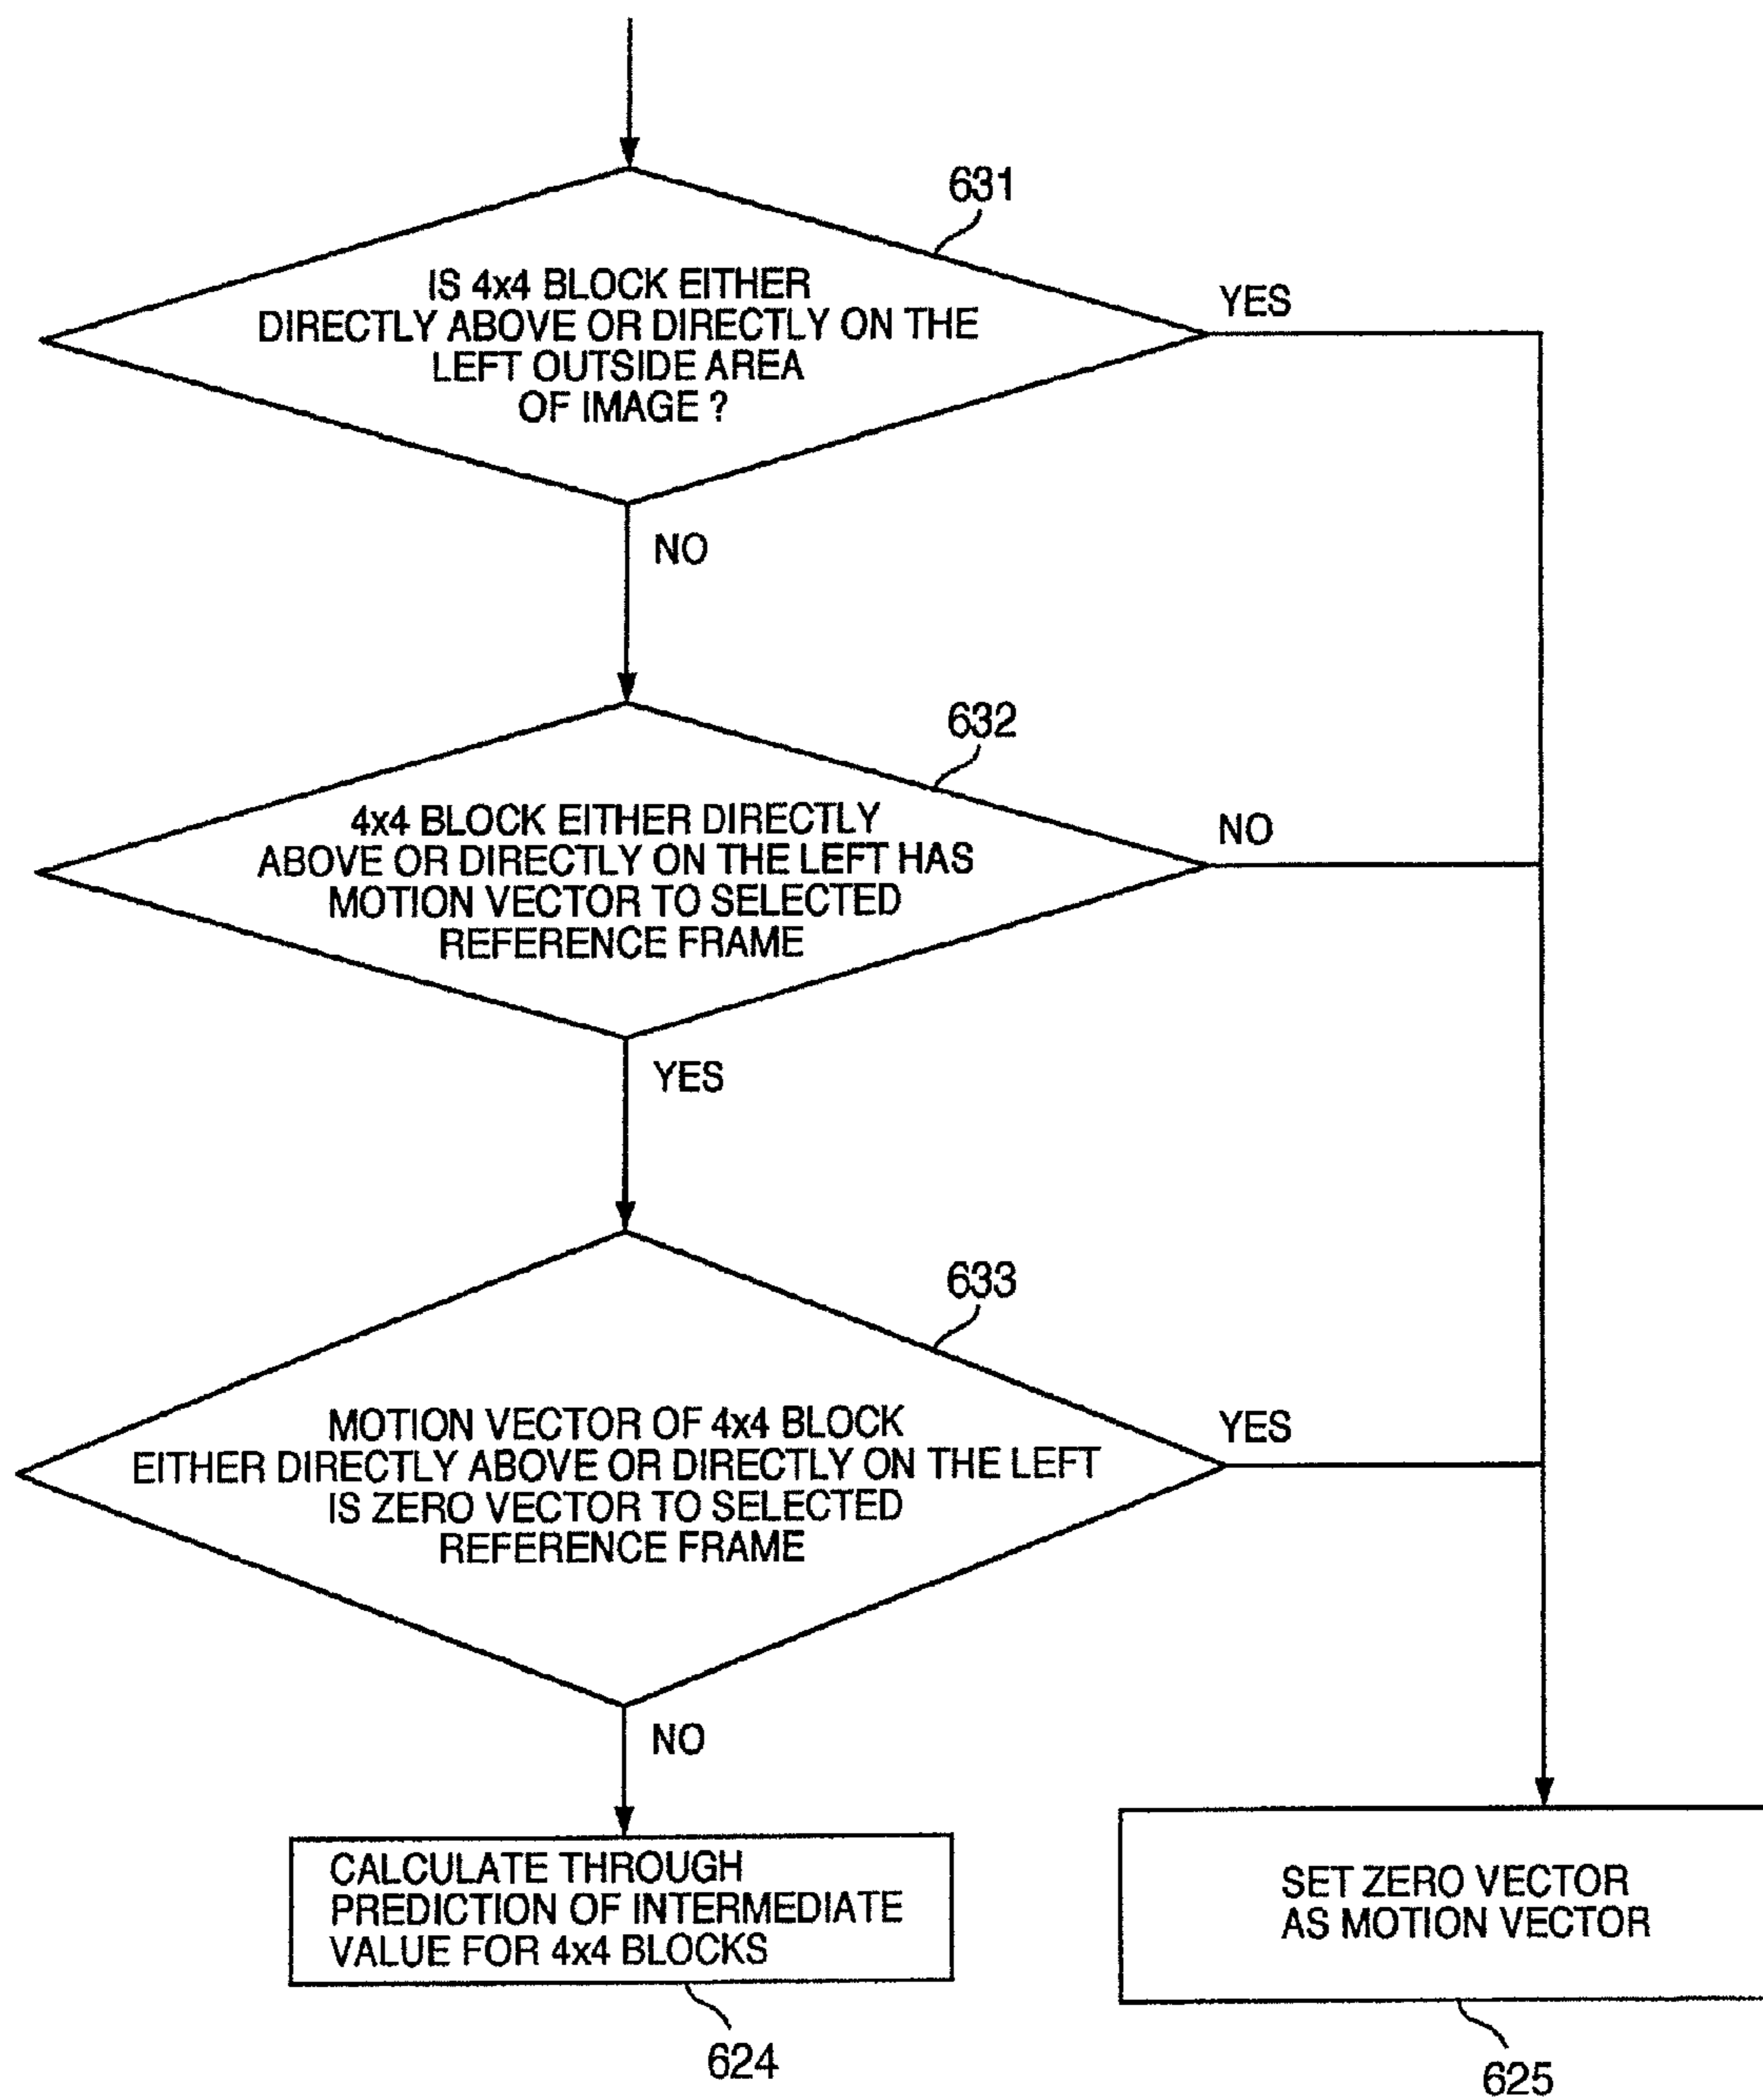 631
IS 4x4 BLOCK EITHER
DIRECTLY ABOVE OR DIRECTLY ON THE
LEFT OUTSIDE AREA
OF IMAGE ?
YES
NO
632
4x4 BLOCK EITHER DIRECTLY
ABOVE OR DIRECTLY ON THE LEFT HAS
MOTION VECTOR TO SELECTED
REFERENCE FRAME
NO
YES
633
MOTION VECTOR OF 4x4 BLOCK
EITHER DIRECTLY ABOVE OR DIRECTLY ON THE LEFT
IS ZERO VECTOR TO SELECTED
REFERENCE FRAME
YES
NO
CALCULATE THROUGH
PREDICTION OF INTERMEDIATE
VALUE FOR 4x4 BLOCKS
624
SET ZERO VECTOR
AS MOTION VECTOR
625